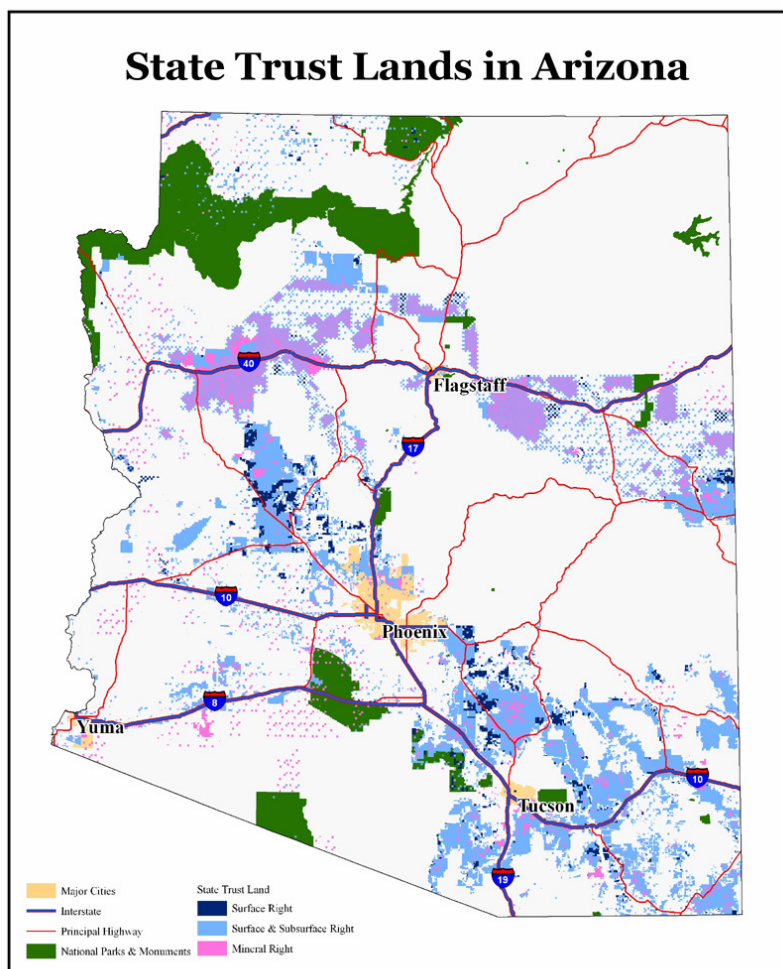 State Trust Lands in Arizona
40
Flagstaff
17
10
Phoenix
8
Yuma
10
Tucson
19
Major Cities
Interstate
Principal Highway
National Parks & Monuments
State Trust Land
Surface Right
Surface & Subsurface Right
Mineral Right